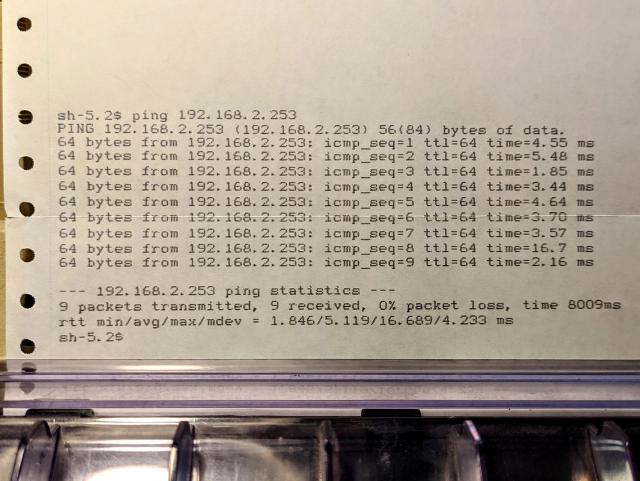 sh-5.2$ ping 192.168.2.253
PING 192.168.2.253 (192.168.2.253) 56(84) bytes of data.
64 bytes from 192.168.2.253: icmp_seq=1 ttl=64 time=4.55 ms
64 bytes from 192.168.2.253: icmp_seq=2 ttl=64 time=5.48 ms
64 bytes from 192.168.2.253: icmp_seq=3 ttl=64 time=1.85 ms
64 bytes from 192.168.2.253: icmp_seq=4 ttl=64 time=3.44 ms
64 bytes from 192.168.2.253: icmp_seq=5 ttl=64 time=4.64 ms
64 bytes from 192.168.2.253: icmp_seq=6 ttl=64 time=3.70 ms
64 bytes from 192.168.2.253: icmp_seq=7 ttl=64 time=3.57 ms
64 bytes from 192.168.2.253: icmp_seq=8 ttl=64 time=16.7 ms
64 bytes from 192.168.2.253: icmp_seq=9 ttl=64 time=2.16 ms
--- 192.168.2.253 ping statistics ---
9 packets transmitted, 9 received, 0% packet loss, time 8009ms
rtt min/avg/max/mdev = 1.846/5.119/16.689/4.233 ms
sh-5.2$